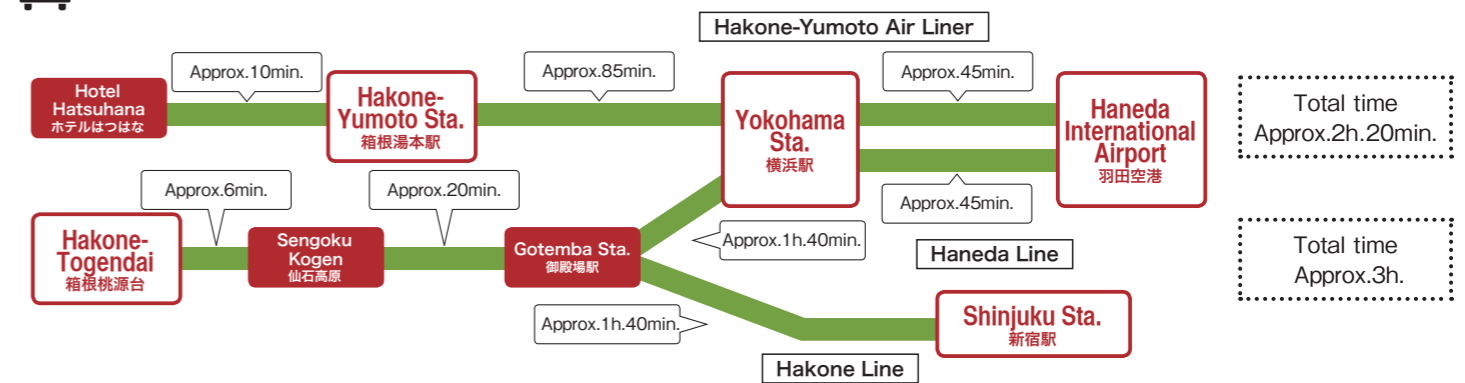 Hakone-Yumoto Air Liner
Approx.10min.
Approx.85min.
Approx.45min.
Hotel
Hatsuhana
ホテルはつはな
Hakone-
Yumoto Sta.
箱根湯本駅
Yokohama
Sta.
横浜駅
Haneda
International
Airport
羽田空港
Total time
Approx.2h.20min.
Approx.6min.
Approx.20min.
Approx.45min.
Hakone-
Togendai
箱根桃源台
Sengoku
Kogen
仙石高原
Gotemba Sta.
御殿場駅
Approx.1h.40min.
Haneda Line
Total time
Approx.3h.
Approx.1h.40min.
Shinjuku Sta.
新宿駅
Hakone Line